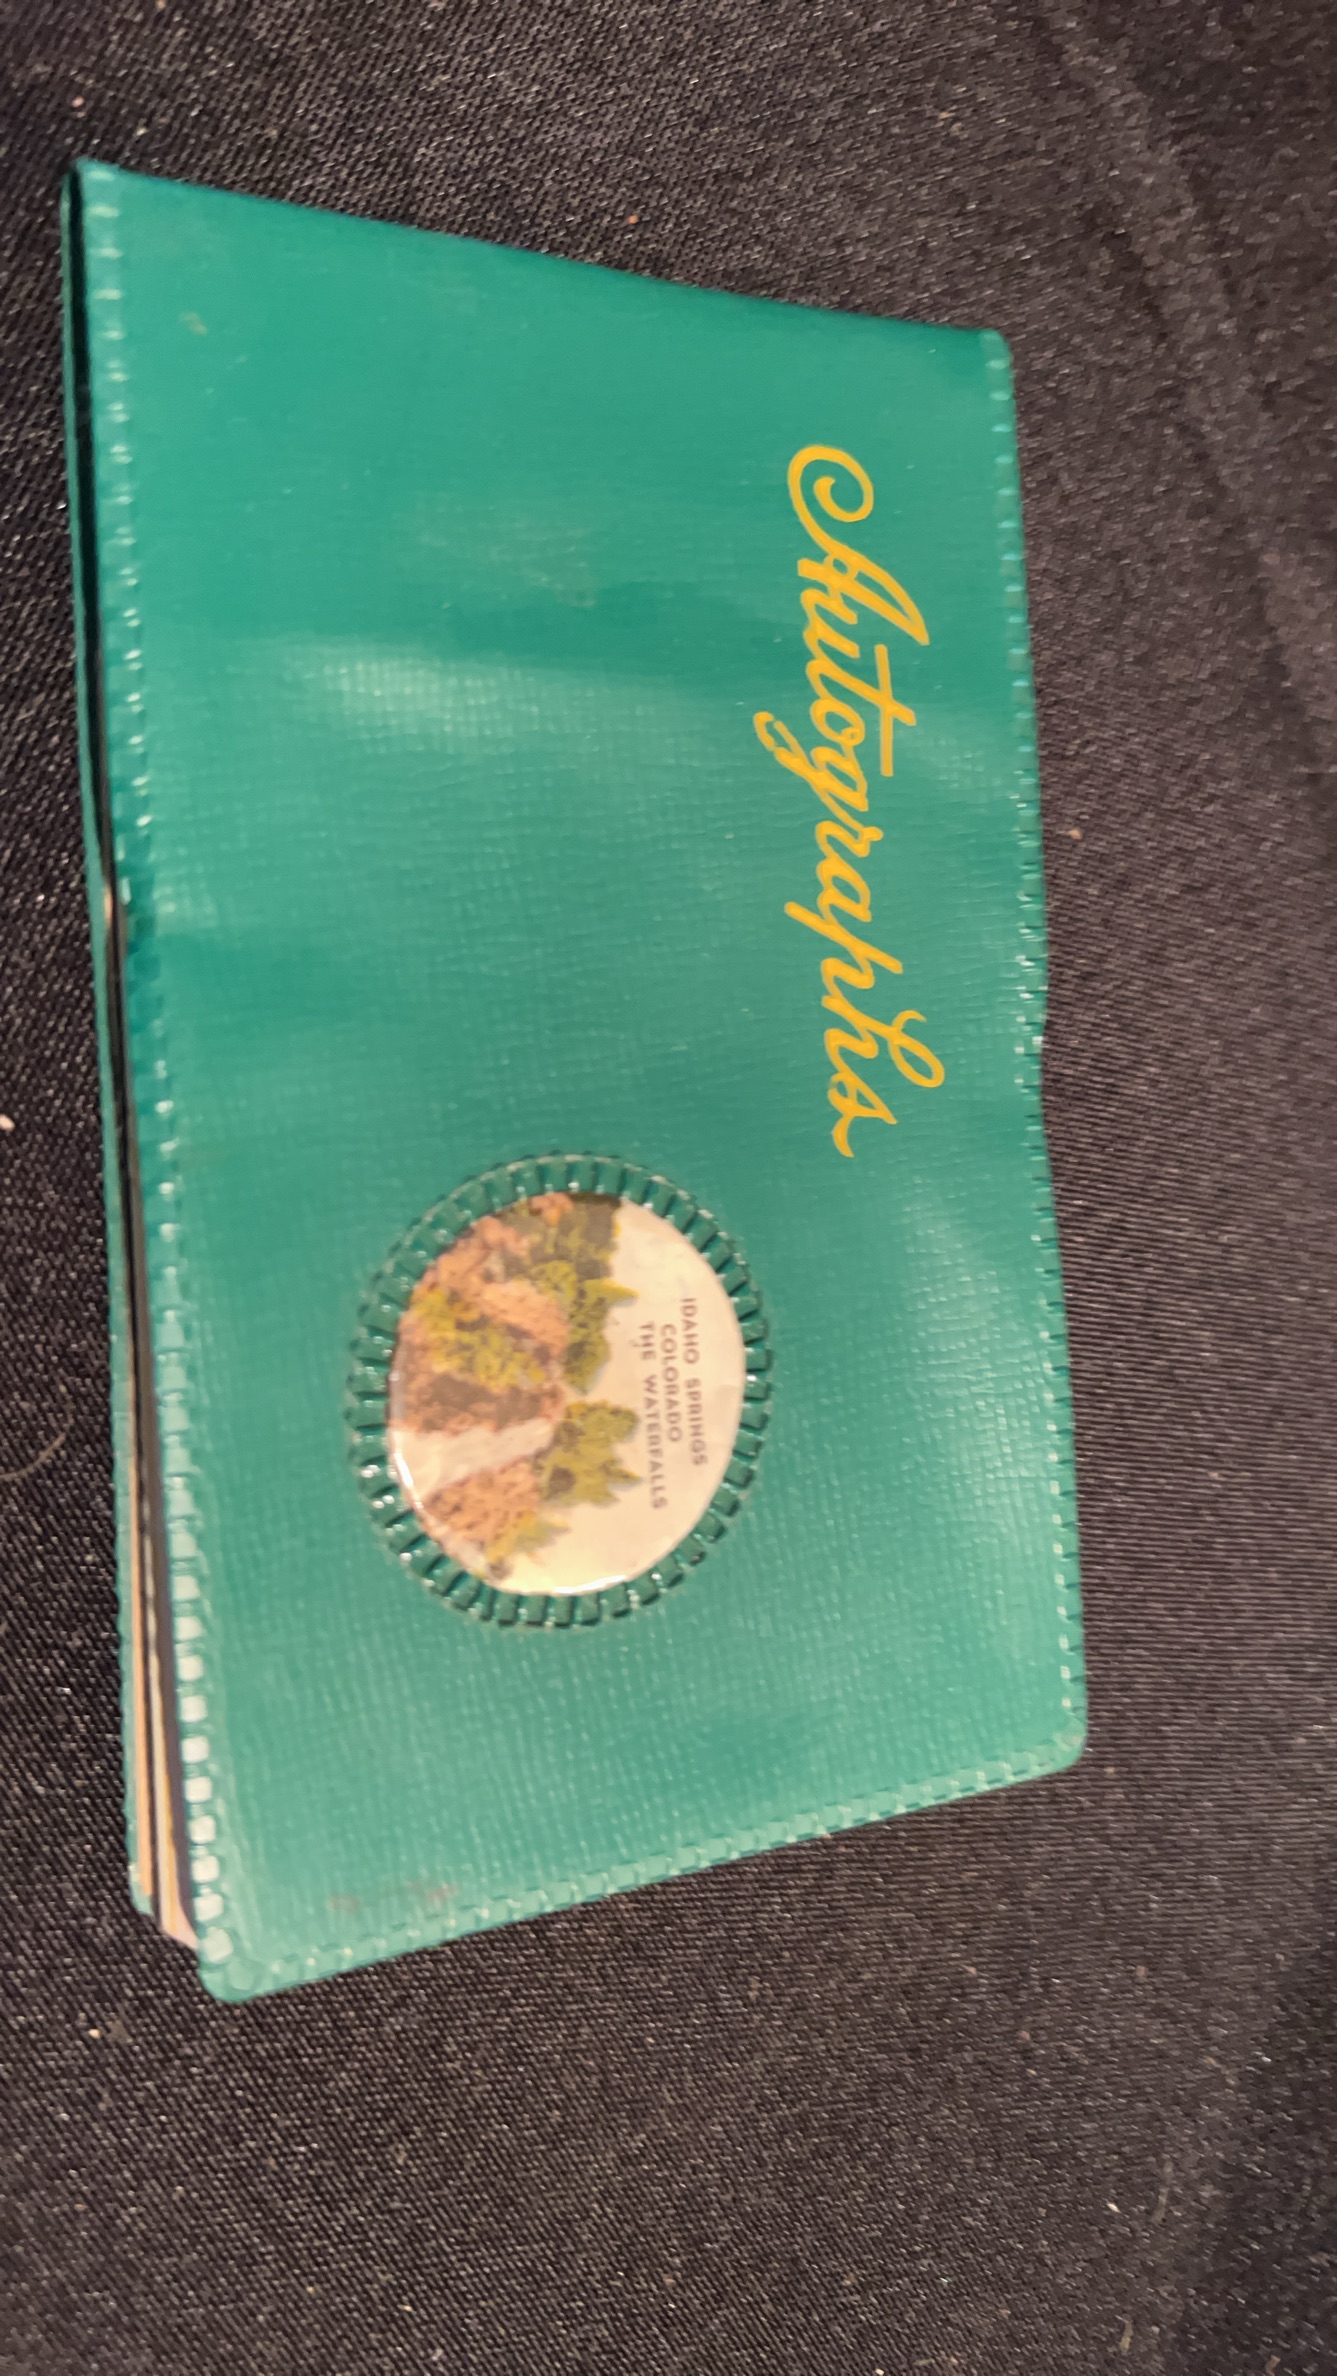 Autographs
IDAHO SPRINGS
COLORADO
THE WATERFALLS